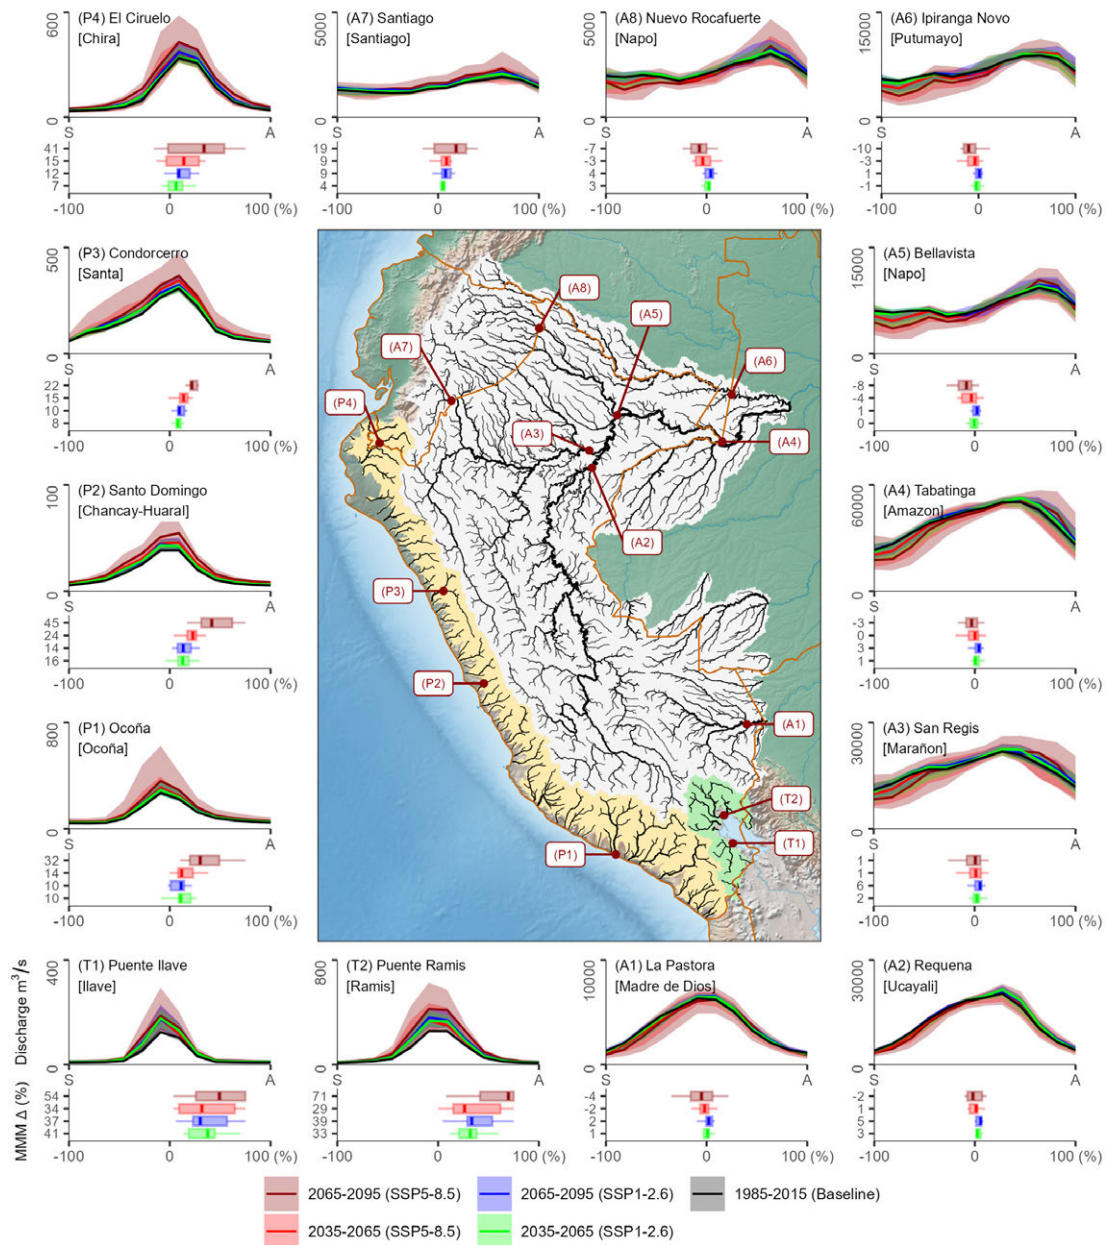 (P4) El Ciruelo
[Chira]
600
0
S
A
41
15
12
7
-100
0
100 (%)
(A7) Santiago
[Santiago]
5000
0
S
A
19
9
9
4
-100
0
100 (%)
(A8) Nuevo Rocafuerte
[Napo]
5000
0
S
A
-7
-3
4
3
-100
0
100 (%)
(A6) Ipiranga Novo
[Putumayo]
15000
0
S
A
-10
-3
1
-1
-100
0
100 (%)
(P3) Condorcerro
[Santa]
500
0
S
A
22
15
10
8
-100
0
100 (%)
(A8)
(A5)
(A7)
(A6)
(P4)
(A3)
(A4)
(A2)
(P3)
(P2)
(A1)
(T2)
(T1)
(P1)
(A5) Bellavista
[Napo]
15000
0
S
A
-8
-4
1
0
-100
0
100 (%)
(P2) Santo Domingo
[Chancay-Huaral]
100
0
S
A
45
24
14
16
-100
0
100 (%)
(A4) Tabatinga
[Amazon]
60000
0
S
A
-3
0
3
1
-100
0
100 (%)
(P1) Ocoña
[Ocoña]
800
0
S
A
32
14
10
10
-100
0
100 (%)
(A3) San Regis
[Marañon]
30000
0
S
A
1
1
6
2
-100
0
100 (%)
Discharge m³/s
MMM Δ (%)
(T1) Puente Ilave
[Ilave]
400
0
S
A
54
34
37
41
-100
0
100 (%)
(T2) Puente Ramis
[Ramis]
800
0
S
A
71
29
39
33
-100
0
100 (%)
(A1) La Pastora
[Madre de Dios]
10000
0
S
A
-4
-2
2
1
-100
0
100 (%)
(A2) Requena
[Ucayali]
30000
0
S
A
-2
1
5
3
-100
0
100 (%)
2065-2095 (SSP5-8.5)
2065-2095 (SSP1-2.6)
1985-2015 (Baseline)
2035-2065 (SSP5-8.5)
2035-2065 (SSP1-2.6)